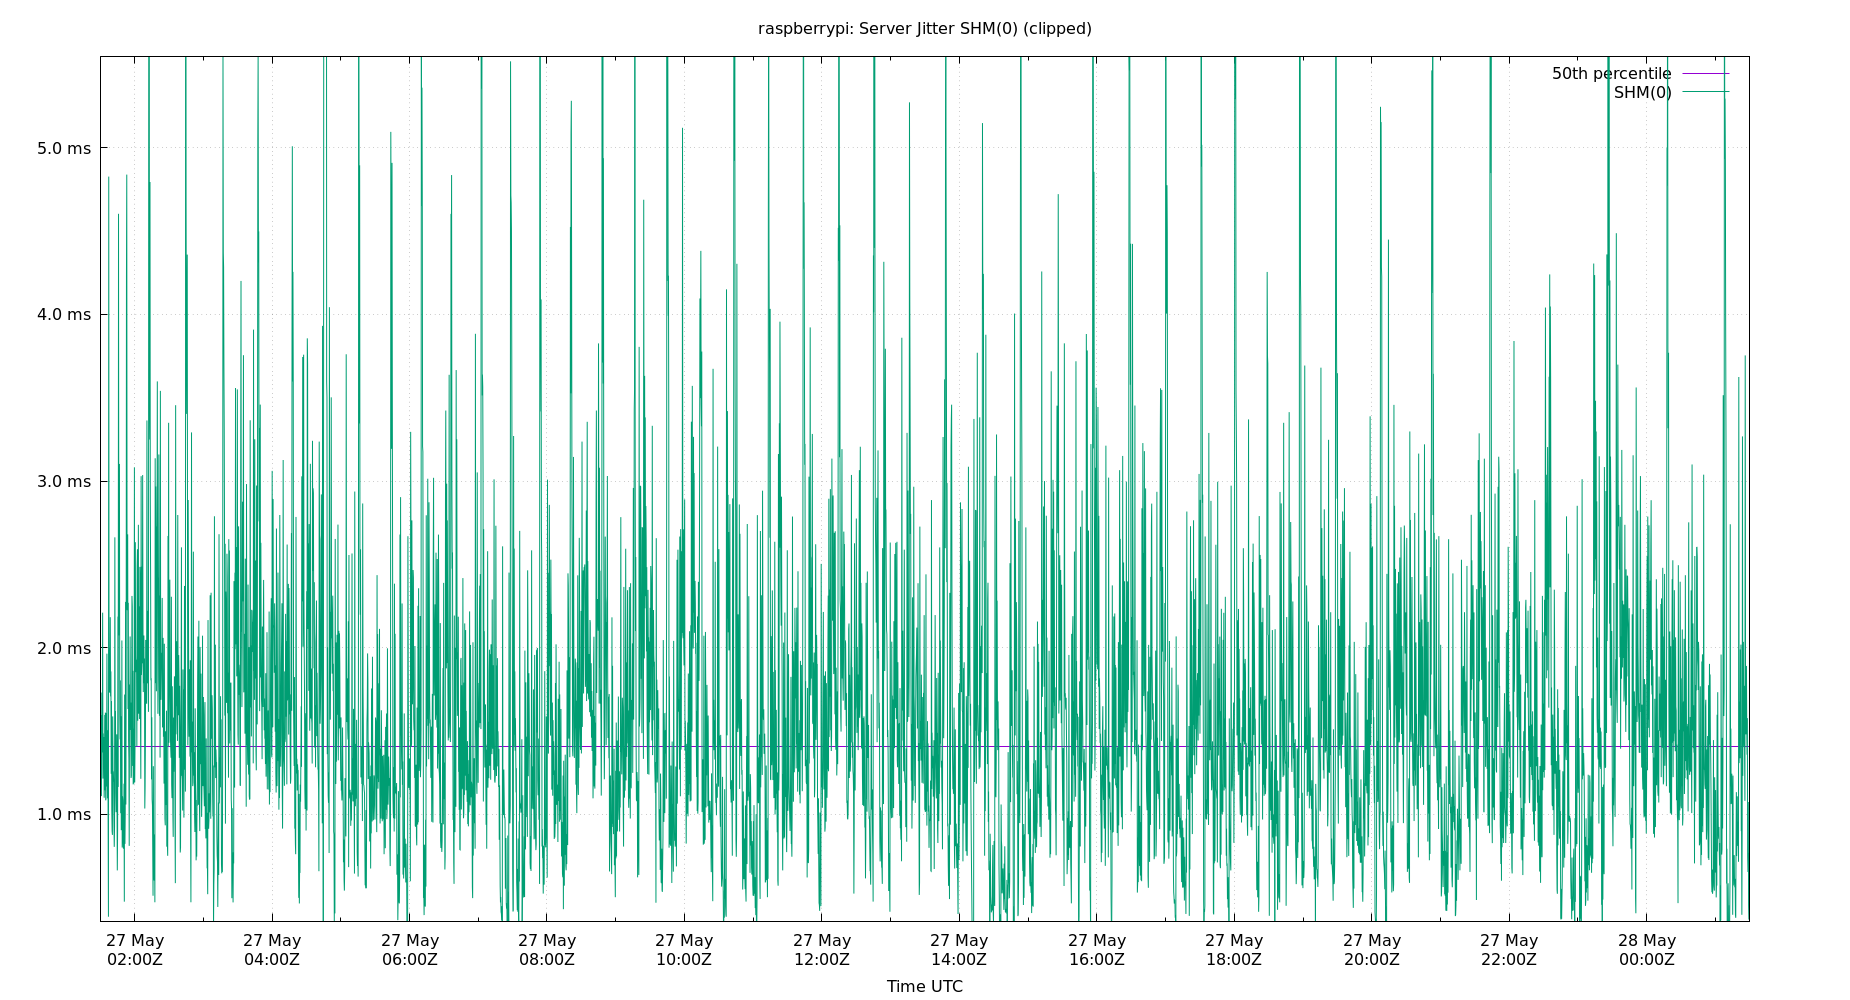 raspberrypi: Server Jitter SHM(0) (clipped)
50th percentile
SHM(0)
5.0 ms
4.0 ms
3.0 ms
2.0 ms
1.0 ms
27 May 27 May 27 May 27 May 27 May 27 May 27 May 27 May 27 May 27 May 27 May 28 May
02:00Z 04:00Z 06:00Z 08:00Z 10:00Z 12:00Z 14:00Z 16:00Z 18:00Z 20:00Z 22:00Z 00:00Z
Time UTC